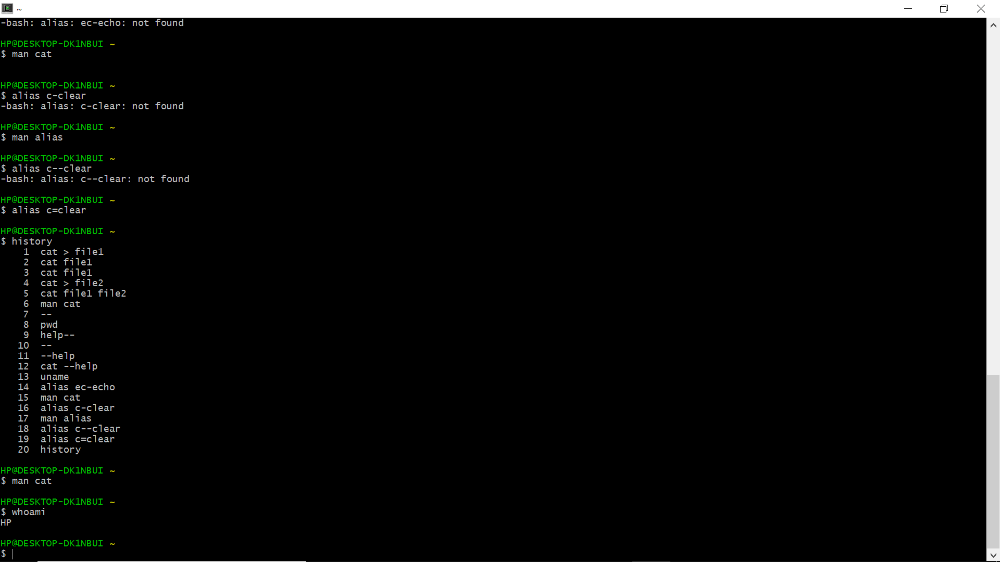 ~
-bash: alias: ec-echo: not found
HP@DESKTOP-DK1NBUI ~
$ man cat
HP@DESKTOP-DK1NBUI ~
$ alias c-clear
-bash: alias: c-clear: not found
HP@DESKTOP-DK1NBUI ~
$ man alias
HP@DESKTOP-DK1NBUI ~
$ alias c--clear
-bash: alias: c--clear: not found
HP@DESKTOP-DK1NBUI ~
$ alias c=clear
HP@DESKTOP-DK1NBUI ~
$ history
1 cat > file1
2 cat file1
3 cat file1
4 cat > file2
5 cat file1 file2
6 man cat
7 --
8 pwd
9 help--
10 --
11 --help
12 cat --help
13 uname
14 alias ec-echo
15 man cat
16 alias c-clear
17 man alias
18 alias c--clear
19 alias c=clear
20 history
HP@DESKTOP-DK1NBUI ~
$ man cat
HP@DESKTOP-DK1NBUI ~
$ whoami
HP
HP@DESKTOP-DK1NBUI ~
$